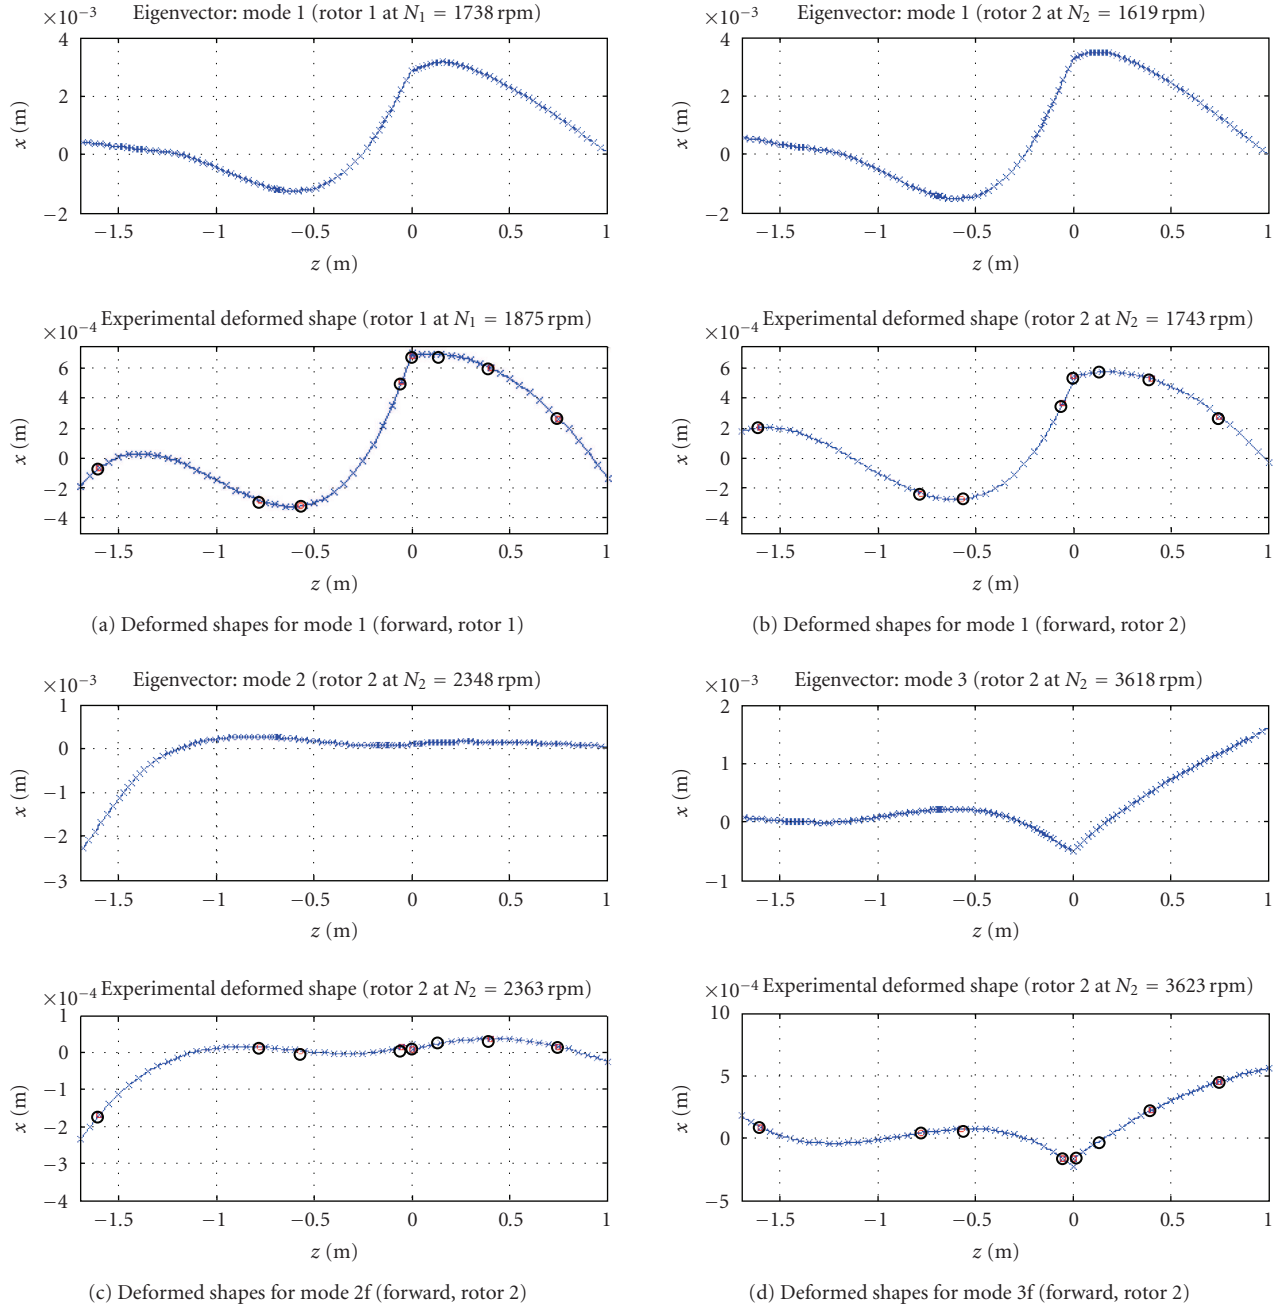 Eigenvector: mode 1 (rotor 1 at N₁ = 1738 rpm)
×10⁻³
4
2
0
−2
x (m)
−1.5 −1 −0.5 0 0.5 1
z (m)
Eigenvector: mode 1 (rotor 2 at N₂ = 1619 rpm)
×10⁻³
4
2
0
−2
x (m)
−1.5 −1 −0.5 0 0.5 1
z (m)
×10⁻⁴ Experimental deformed shape (rotor 1 at N₁ = 1875 rpm)
6
4
2
0
−2
−4
x (m)
−1.5 −1 −0.5 0 0.5 1
z (m)
(a) Deformed shapes for mode 1 (forward, rotor 1)
×10⁻⁴ Experimental deformed shape (rotor 2 at N₂ = 1743 rpm)
6
4
2
0
−2
−4
x (m)
−1.5 −1 −0.5 0 0.5 1
z (m)
(b) Deformed shapes for mode 1 (forward, rotor 2)
Eigenvector: mode 2 (rotor 2 at N₂ = 2348 rpm)
×10⁻³
1
0
−1
−2
−3
x (m)
−1.5 −1 −0.5 0 0.5 1
z (m)
Eigenvector: mode 3 (rotor 2 at N₂ = 3618 rpm)
×10⁻³
2
1
0
−1
x (m)
−1.5 −1 −0.5 0 0.5 1
z (m)
×10⁻⁴ Experimental deformed shape (rotor 2 at N₂ = 2363 rpm)
1
0
−1
−2
−3
−4
x (m)
−1.5 −1 −0.5 0 0.5 1
z (m)
(c) Deformed shapes for mode 2f (forward, rotor 2)
×10⁻⁴ Experimental deformed shape (rotor 2 at N₂ = 3623 rpm)
10
5
0
−5
x (m)
−1.5 −1 −0.5 0 0.5 1
z (m)
(d) Deformed shapes for mode 3f (forward, rotor 2)